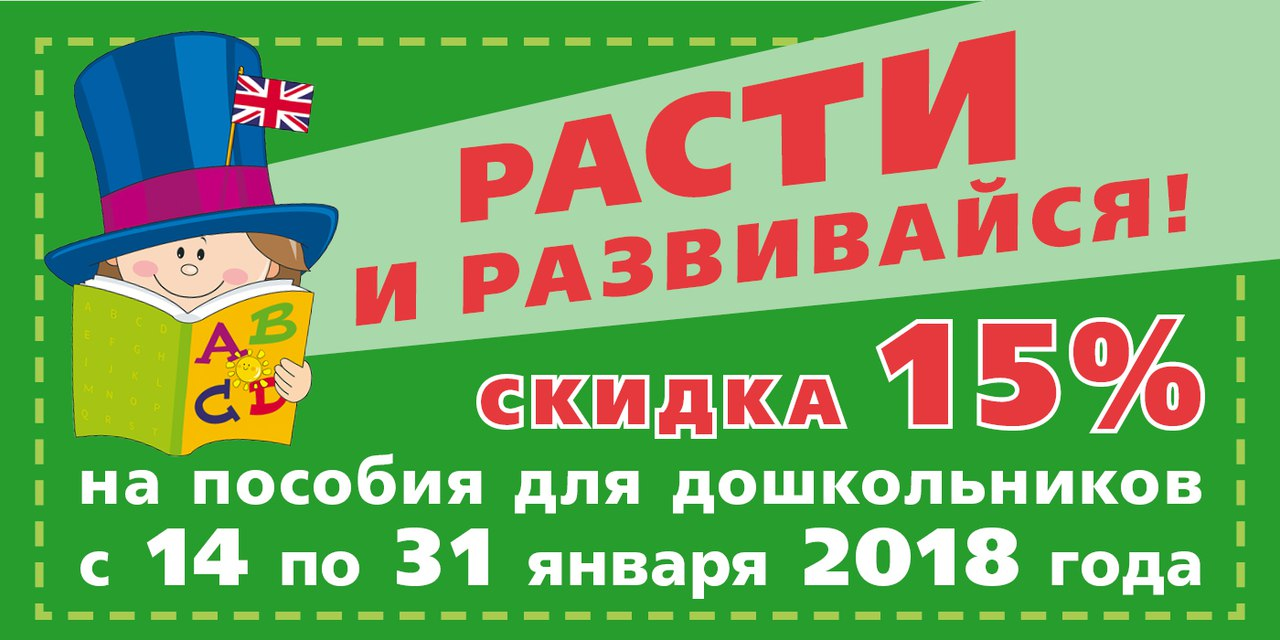 РАСТИ
И РАЗВИВАЙСЯ!
СКИДКА 15%
на пособия для дошкольников
с 14 по 31 января 2018 года
A B
C D
A B C D
E F G H
I J K L
M N O P
Q R S T